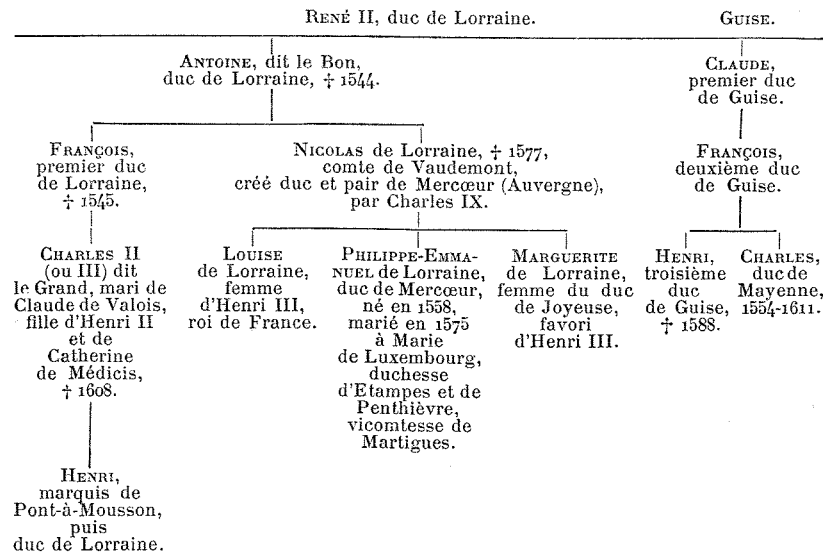 RENÉ II, duc de Lorraine.
GUISE.
ANTOINE, dit le Bon,
duc de Lorraine, † 1544.
CLAUDE,
premier duc
de Guise.
FRANÇOIS,
premier duc
de Lorraine,
† 1545.
NICOLAS de Lorraine, † 1577,
comte de Vaudemont,
créé duc et pair de Mercœur (Auvergne),
par Charles IX.
FRANÇOIS,
deuxième duc
de Guise.
CHARLES II
(ou III) dit
le Grand, mari de
Claude de Valois,
fille d'Henri II
et de
Catherine
de Médicis,
† 1608.
LOUISE
de Lorraine,
femme
d'Henri III,
roi de France.
PHILIPPE-EMMA-
NUEL de Lorraine,
duc de Mercœur,
né en 1558,
marié en 1575
à Marie
de Luxembourg,
duchesse
d'Etampes et de
Penthièvre,
vicomtesse de
Martigues.
MARGUERITE
de Lorraine,
femme du duc
de Joyeuse,
favori
d'Henri III.
HENRI,
troisième
duc
de Guise,
† 1588.
CHARLES,
duc de
Mayenne,
1554-1611.
HENRI,
marquis de
Pont-à-Mousson,
puis
duc de Lorraine.